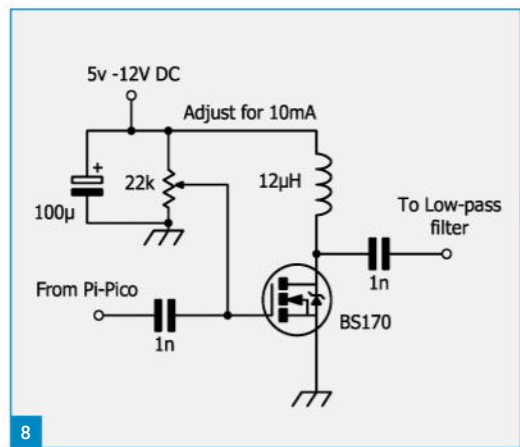 5v -12V DC
Adjust for 10mA
+
22k
12µH
100µ
To Low-pass
filter
From Pi-Pico
1n
1n
BS170
8